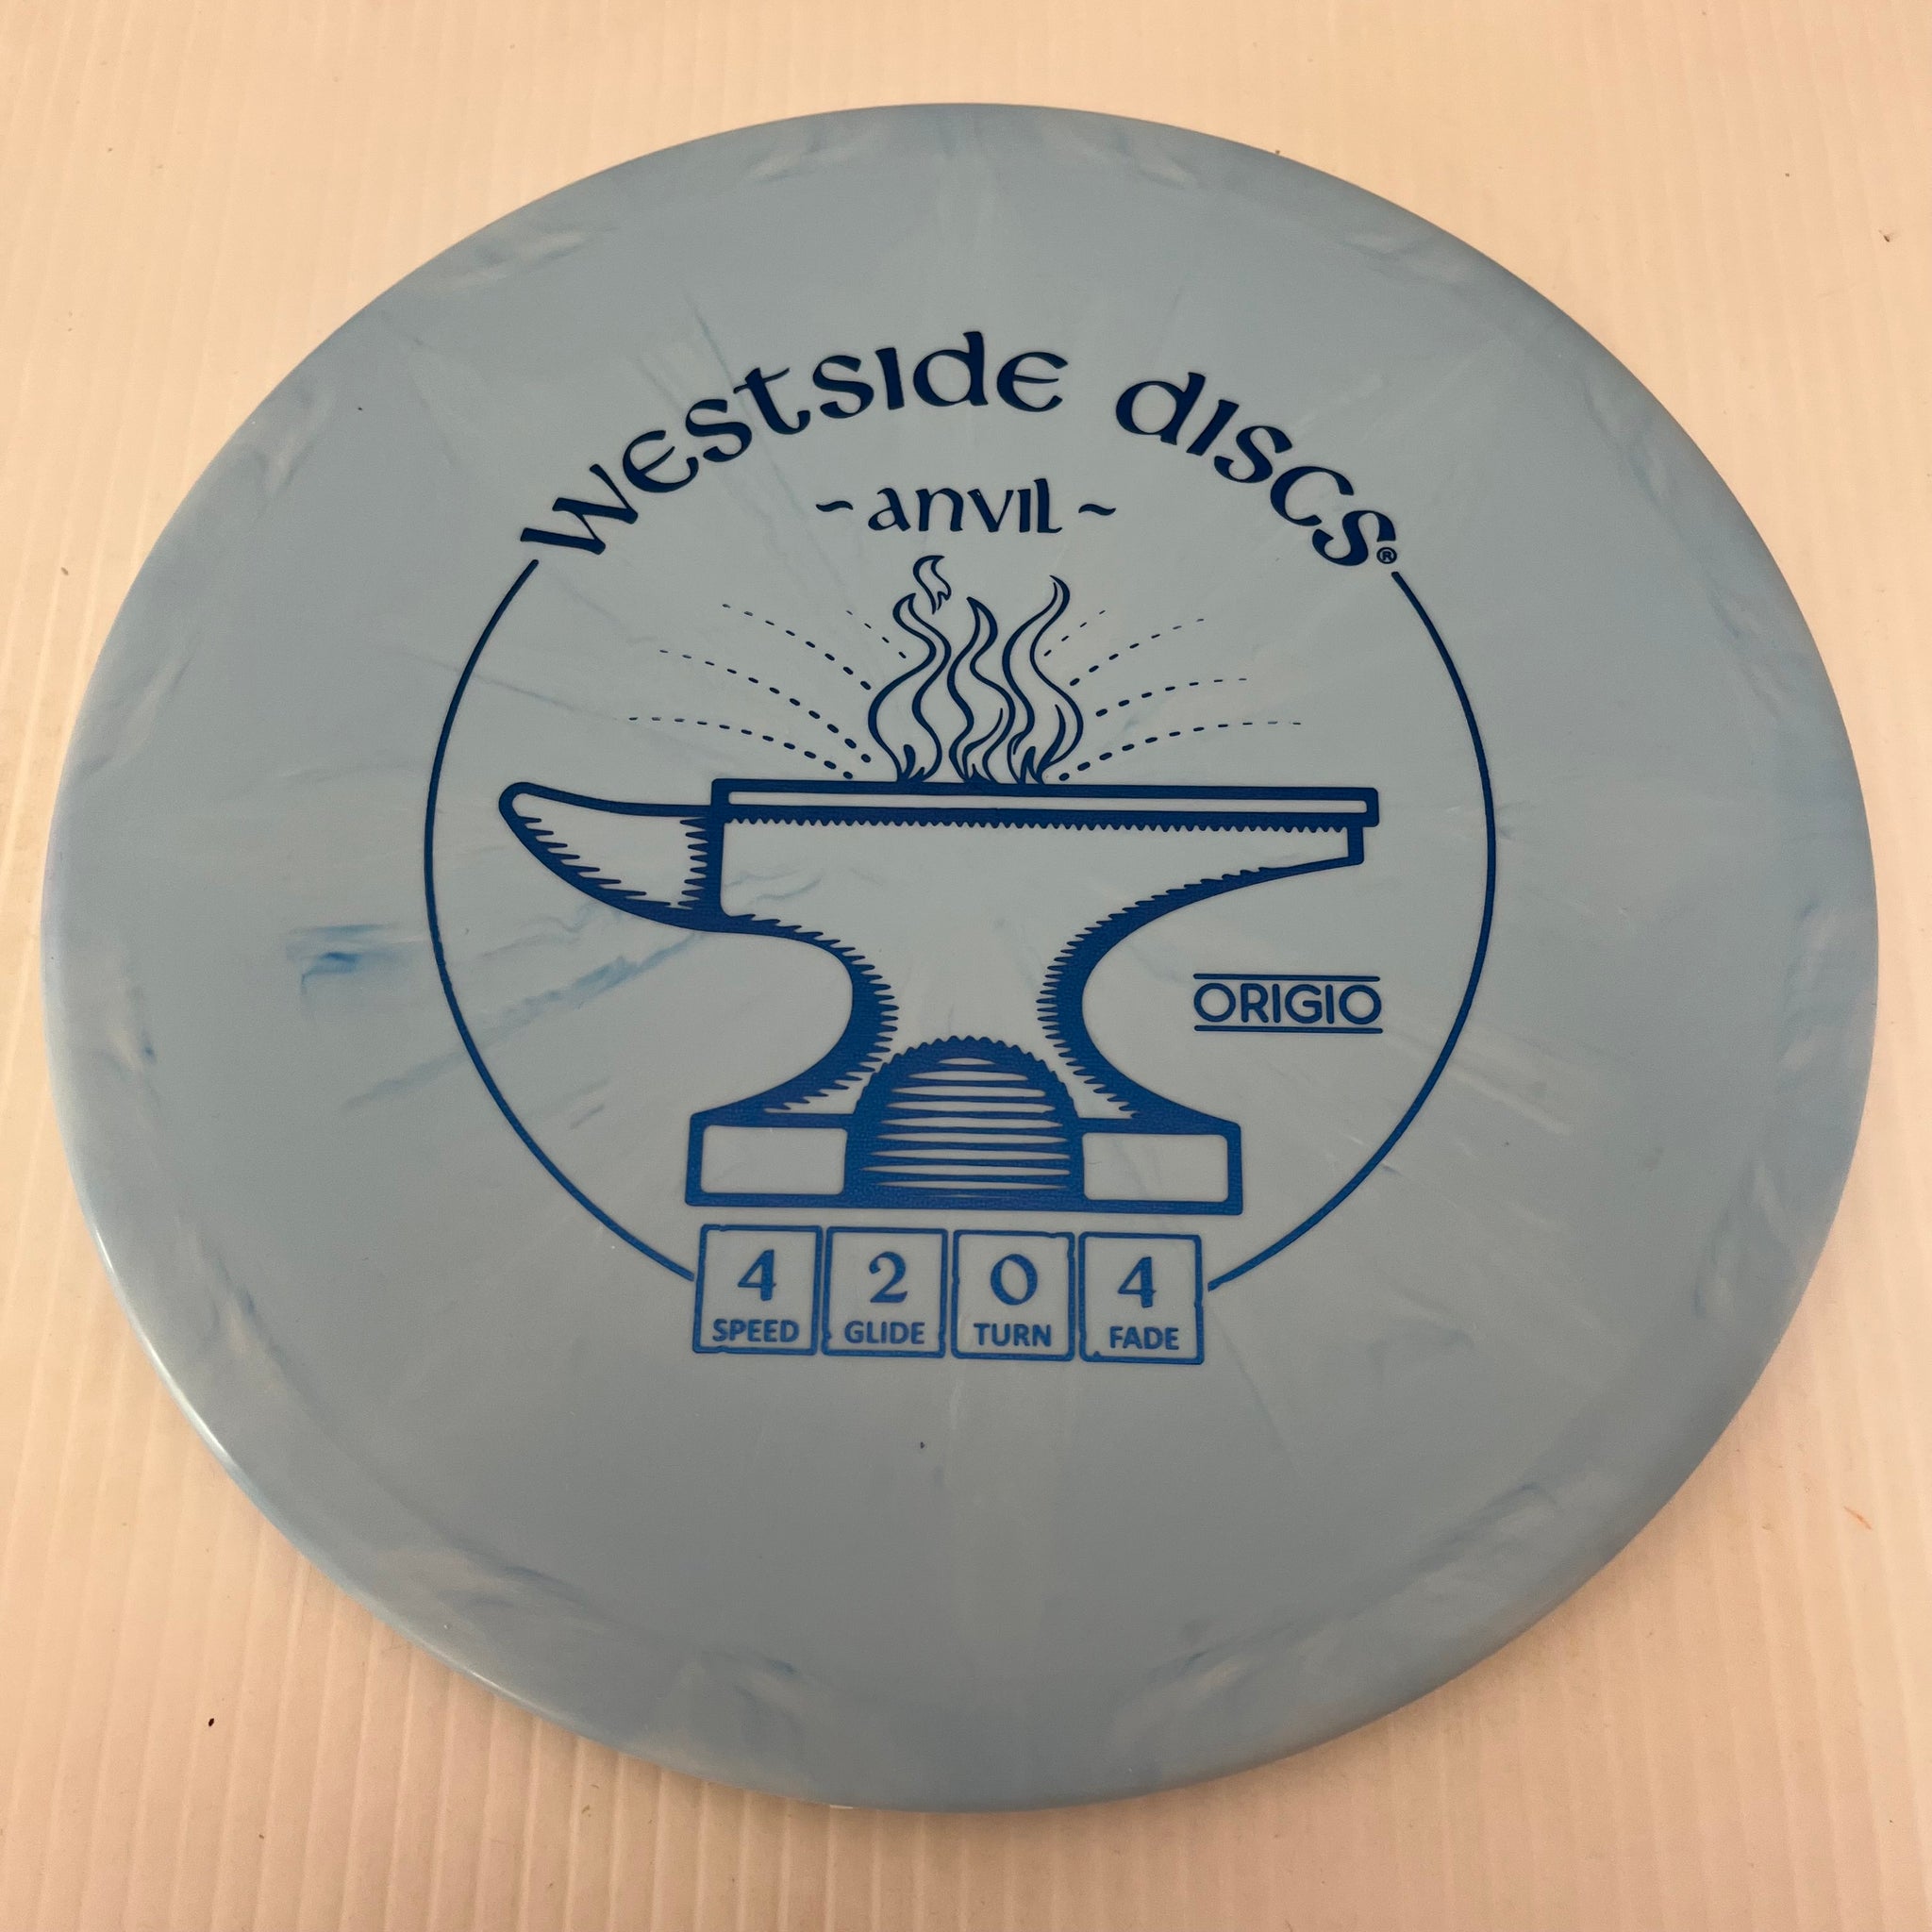 westside discs®
~ anvil ~
ORIGIO
4 2 0 4
SPEED GLIDE TURN FADE